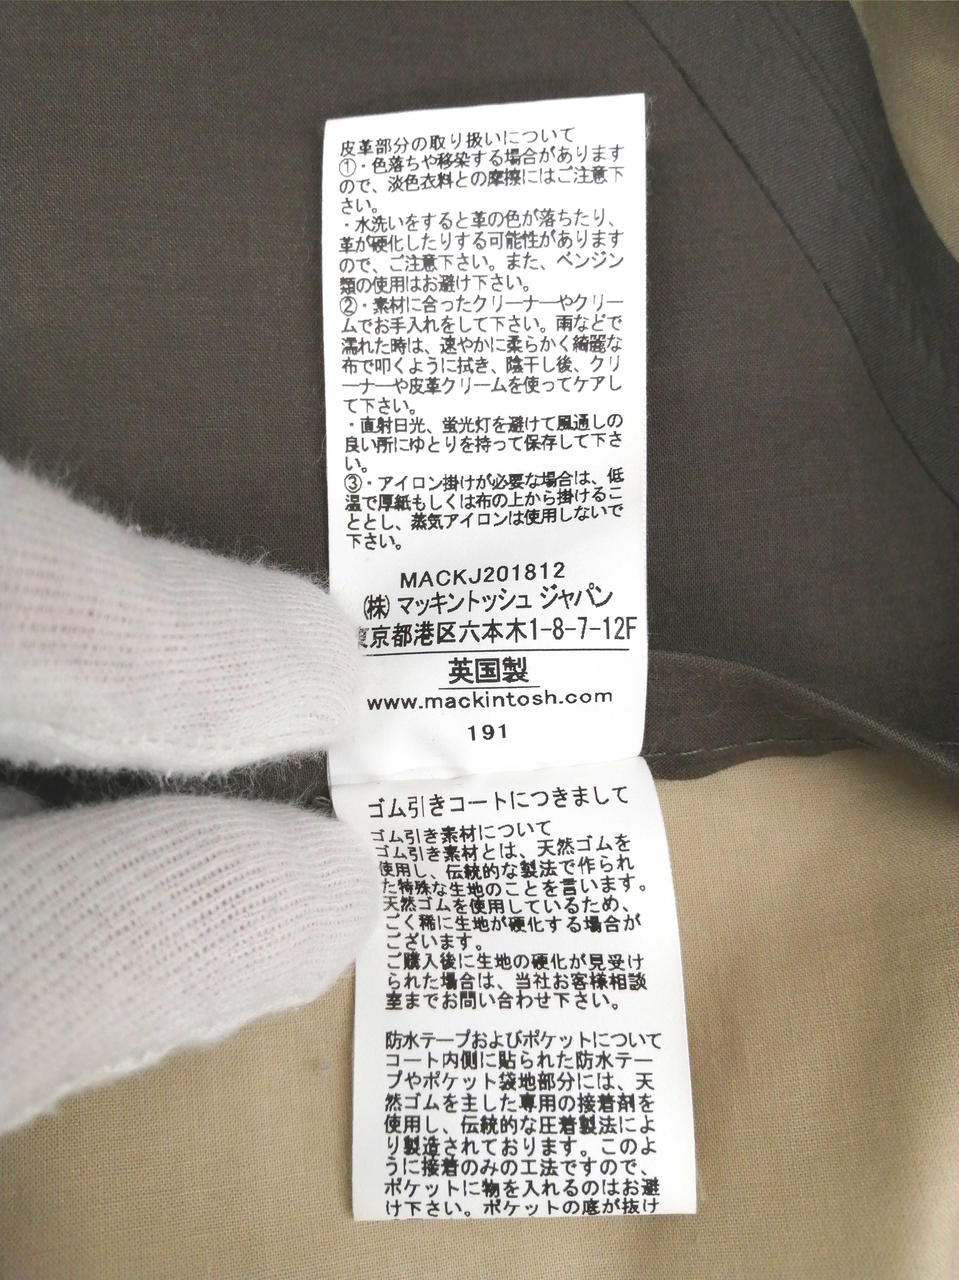 皮革部分の取り扱いについて
①・色落ちや移染する場合があります
ので、淡色衣料との摩擦にはご注意下
さい。
・水洗いをすると革の色が落ちたり、
革が硬化したりする可能性があります
ので、ご注意下さい。また、ベンジン
類の使用はお避け下さい。
②・素材に合ったクリーナーやクリー
ムでお手入れをして下さい。雨などで
濡れた時は、速やかに柔らかく綺麗な
布で叩くように拭き、陰干し後、クリ
ーナーや皮革クリームを使ってケアし
て下さい。
・直射日光、蛍光灯を避けて風通しの
良い所にゆとりを持って保存して下さ
い。
③・アイロン掛けが必要な場合は、低
温で厚紙もしくは布の上から掛けるこ
ととし、蒸気アイロンは使用しないで
下さい。
MACKJ201812
(株)マッキントッシュ ジャパン
東京都港区六本木1-8-7-12F
英国製
www.mackintosh.com
191
ゴム引きコートにつきまして
ゴム引き素材について
ゴム引き素材とは、天然ゴムを
使用し、伝統的な製法で作られ
た特殊な生地のことを言います。
天然ゴムを使用しているため、
ごく稀に生地が硬化する場合が
ございます。
ご購入後に生地の硬化が見受け
られた場合は、当社お客様相談
室までお問い合わせ下さい。
防水テープおよびポケットについて
コート内側に貼られた防水テー
プやポケット袋地部分には、天
然ゴムを主した専用の接着剤を
使用し、伝統的な圧着製法によ
り製造されております。このよ
うに接着のみの工法ですので、
ポケットに物を入れるのはお避
け下さい。ポケットの底が抜け